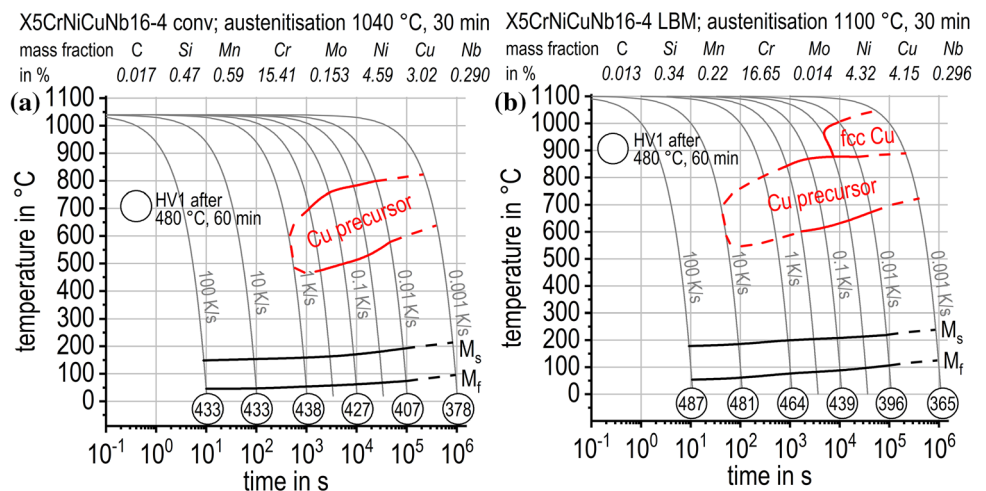 X5CrNiCuNb16-4 conv; austenitisation 1040 °C, 30 min
mass fraction C Si Mn Cr Mo Ni Cu Nb
in % 0.017 0.47 0.59 15.41 0.153 4.59 3.02 0.290
(a)
1100
1000
900
800
700
600
500
400
300
200
100
0
temperature in °C
HV1 after
480 °C, 60 min
Cu precursor
100 K/s
10 K/s
1 K/s
0.1 K/s
0.01 K/s
0.001 K/s
Ms
Mf
433 433 438 427 407 378
10-1 100 101 102 103 104 105 106
time in s
X5CrNiCuNb16-4 LBM; austenitisation 1100 °C, 30 min
mass fraction C Si Mn Cr Mo Ni Cu Nb
in % 0.013 0.34 0.22 16.65 0.014 4.32 4.15 0.296
(b)
1100
1000
900
800
700
600
500
400
300
200
100
0
temperature in °C
HV1 after
480 °C, 60 min
fcc Cu
Cu precursor
100 K/s
10 K/s
1 K/s
0.1 K/s
0.01 K/s
0.001 K/s
Ms
Mf
487 481 464 439 396 365
10-1 100 101 102 103 104 105 106
time in s